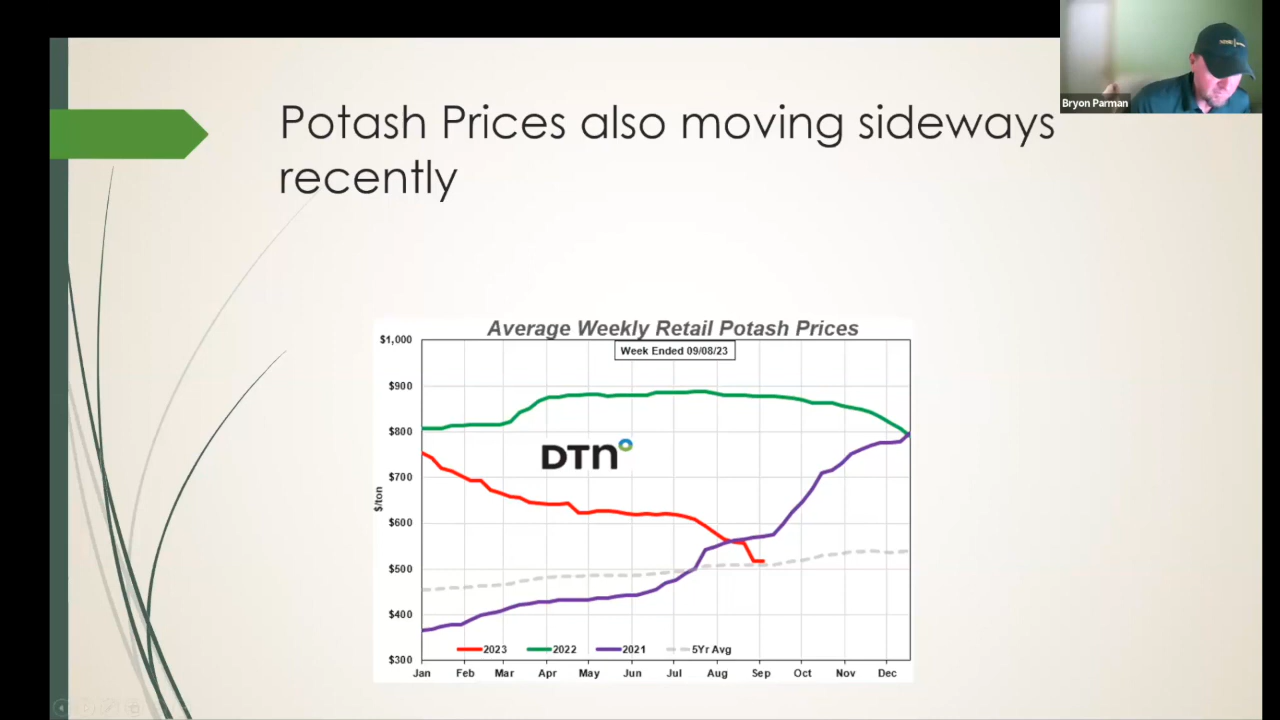 Potash Prices also moving sideways
recently
Bryon Parman
Average Weekly Retail Potash Prices
Week Ended 09/08/23
$1,000
$900
$800
$700
$600
$500
$400
$300
$/ton
DTN
2023 2022 2021 5Yr Avg
Jan Feb Mar Apr May Jun Jul Aug Sep Oct Nov Dec